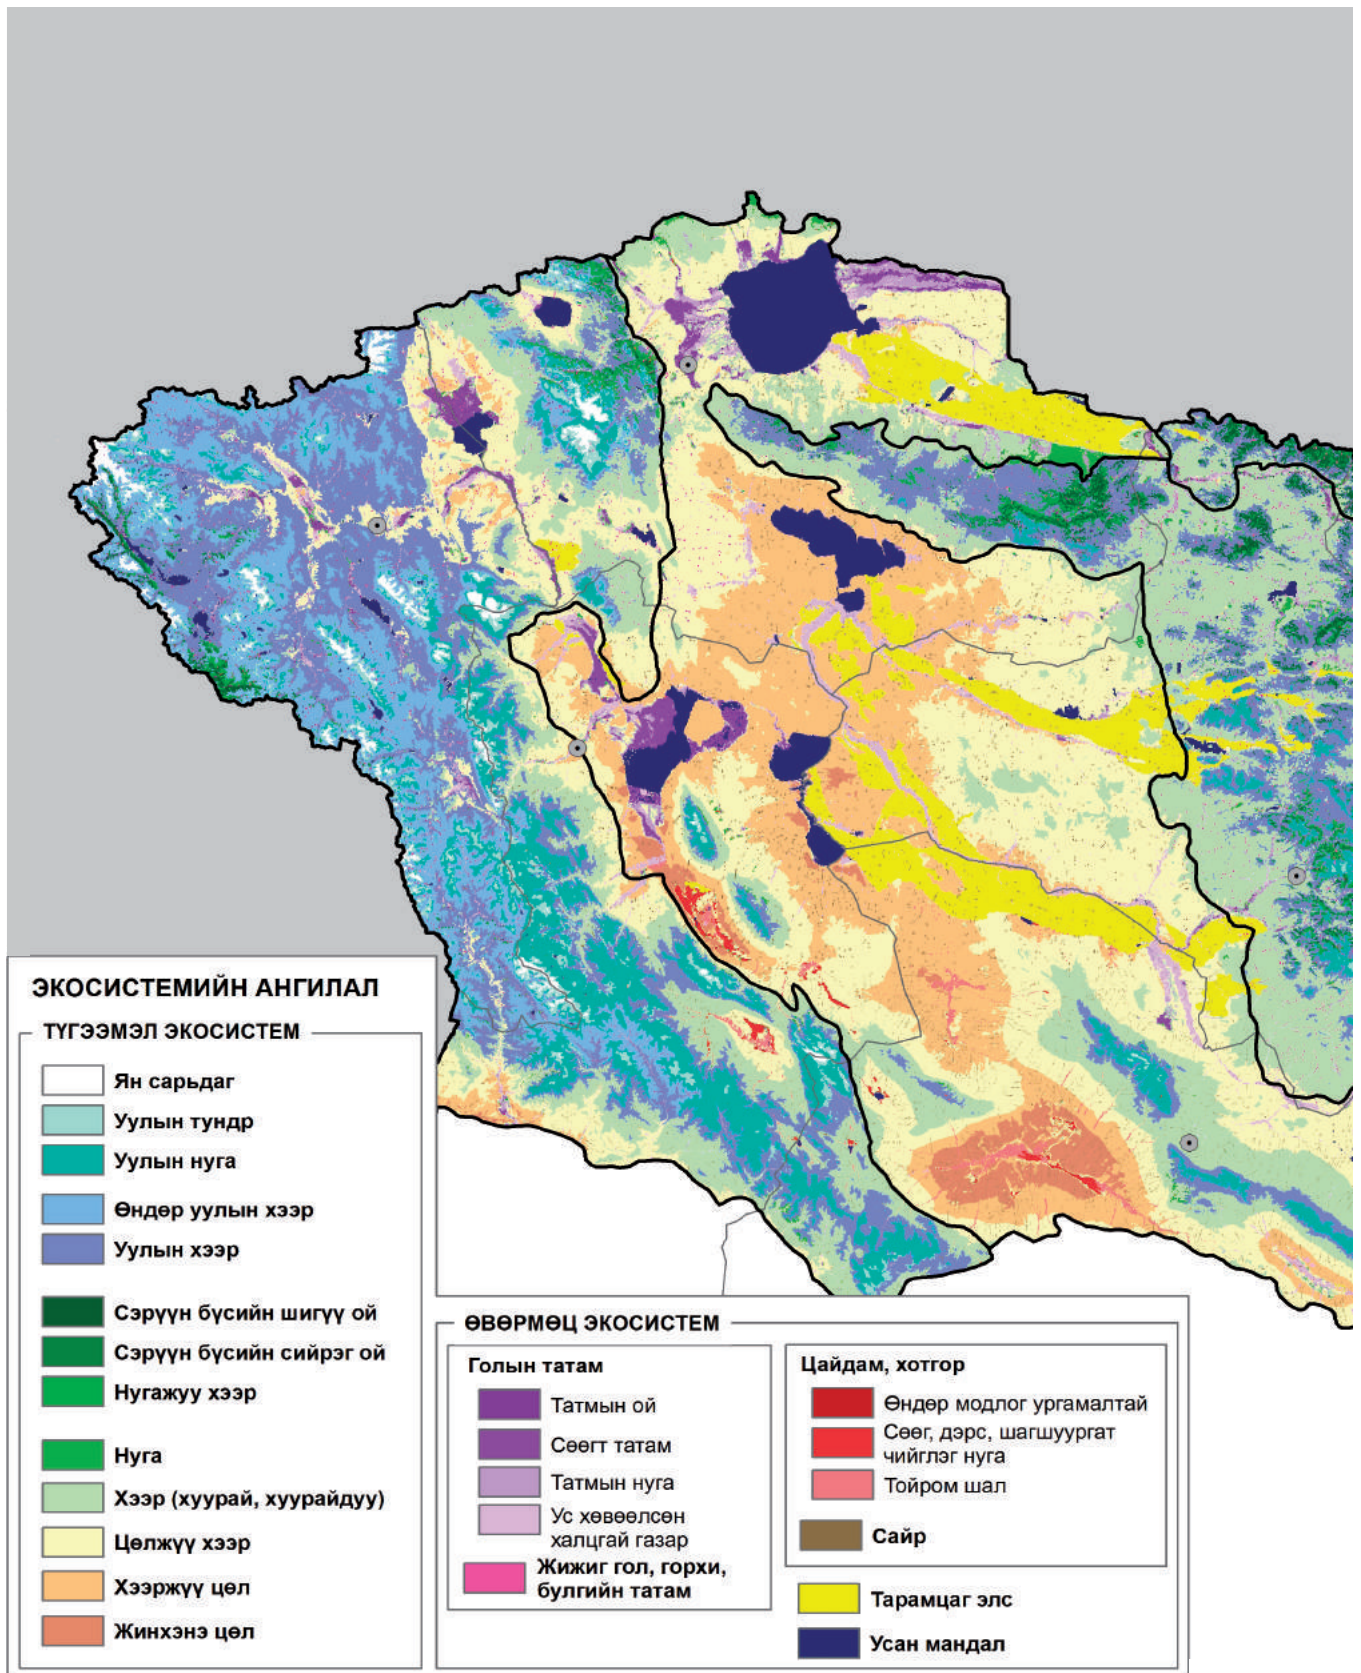 ЭКОСИСТЕМИЙН АНГИЛАЛ
ТҮГЭЭМЭЛ ЭКОСИСТЕМ
Ян сарьдаг
Уулын тундр
Уулын нуга
Өндөр уулын хээр
Уулын хээр
Сэрүүн бүсийн шигүү ой
Сэрүүн бүсийн сийрэг ой
Нугажуу хээр
Нуга
Хээр (хуурай, хуурайдуу)
Цөлжүү хээр
Хээржүү цөл
Жинхэнэ цөл
ӨВӨРМӨЦ ЭКОСИСТЕМ
Голын татам
Татмын ой
Сөөгт татам
Татмын нуга
Ус хөвөөлсөн
халцгай газар
Жижиг гол, горхи,
булгийн татам
Цайдам, хотгор
Өндөр модлог ургамалтай
Сөөг, дэрс, шагшуургат
чийглэг нуга
Тойром шал
Сайр
Тарамцаг элс
Усан мандал